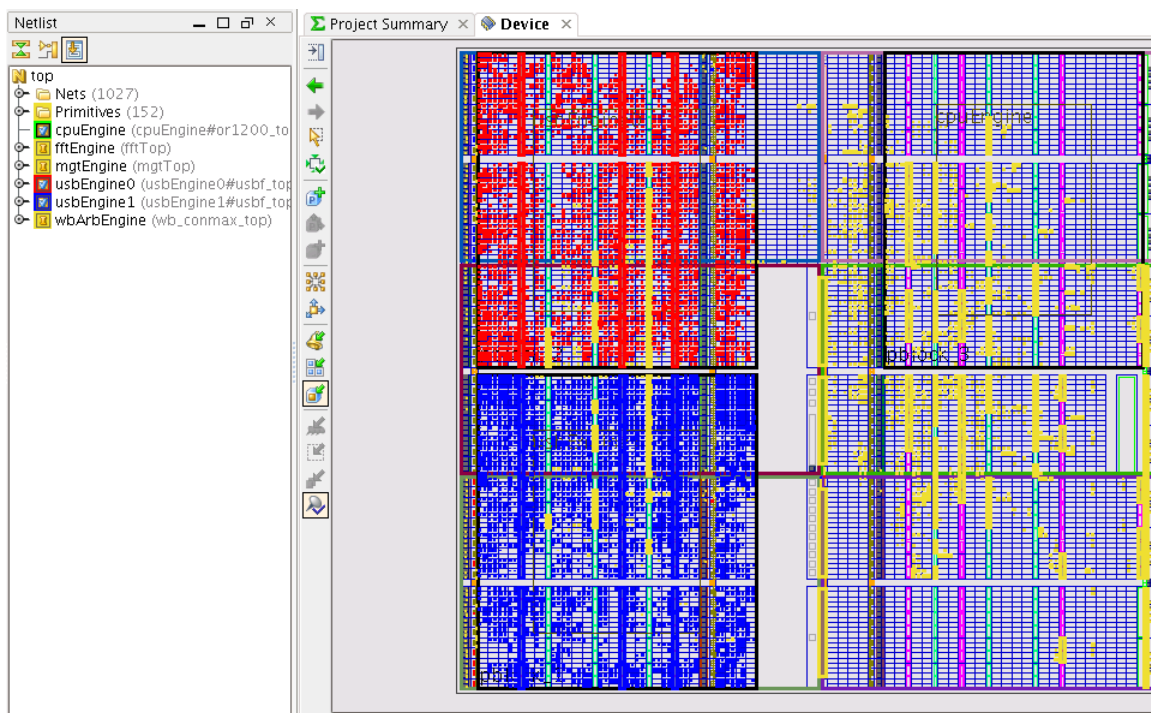 Netlist
Project Summary
Device
top
Nets (1027)
Primitives (152)
cpuEngine (cpuEngine#or1200_to
fftEngine (fftTop)
mgtEngine (mgtTop)
usbEngine0 (usbEngine0#usbf_top
usbEngine1 (usbEngine1#usbf_top
wbArbEngine (wb_conmax_top)
cpuEngine
pblock_3